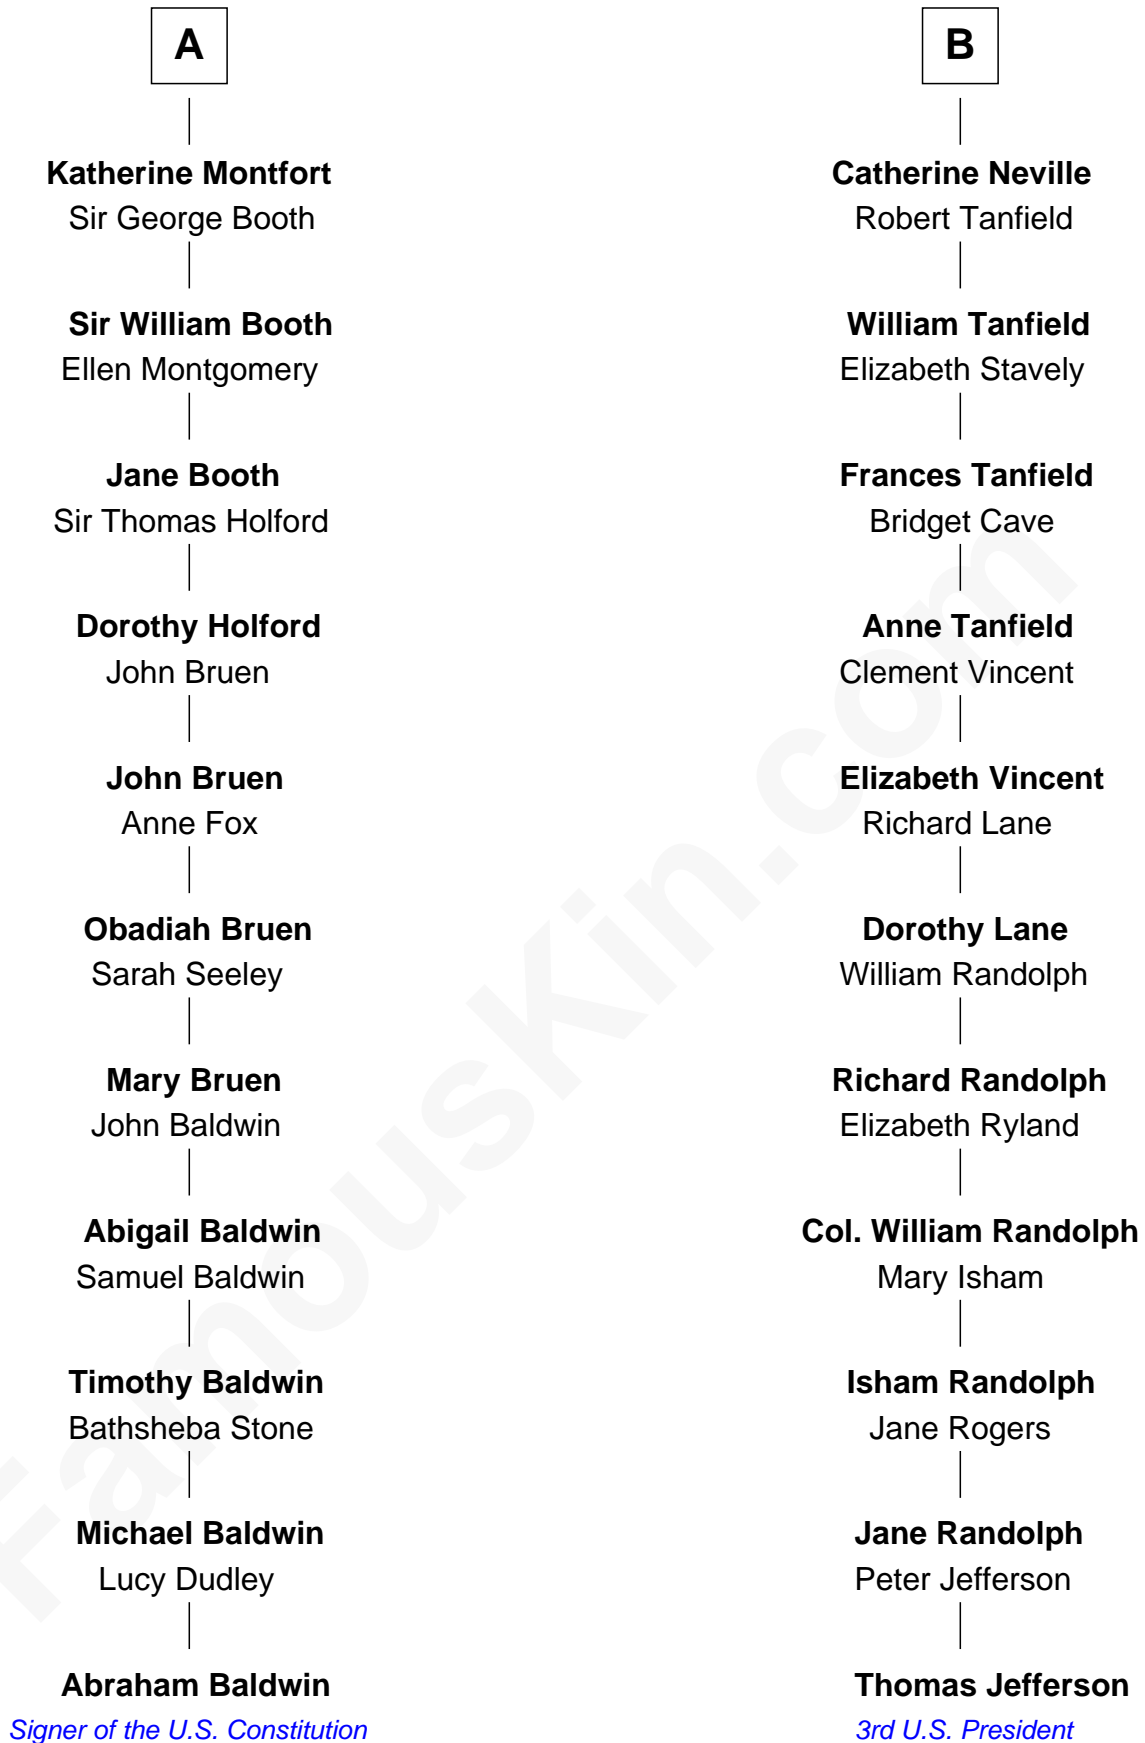 A
Katherine Montfort
Sir George Booth
Sir William Booth
Ellen Montgomery
Jane Booth
Sir Thomas Holford
Dorothy Holford
John Bruen
John Bruen
Anne Fox
Obadiah Bruen
Sarah Seeley
Mary Bruen
John Baldwin
Abigail Baldwin
Samuel Baldwin
Timothy Baldwin
Bathsheba Stone
Michael Baldwin
Lucy Dudley
Abraham Baldwin
Signer of the U.S. Constitution
B
Catherine Neville
Robert Tanfield
William Tanfield
Elizabeth Stavely
Frances Tanfield
Bridget Cave
Anne Tanfield
Clement Vincent
Elizabeth Vincent
Richard Lane
Dorothy Lane
William Randolph
Richard Randolph
Elizabeth Ryland
Col. William Randolph
Mary Isham
Isham Randolph
Jane Rogers
Jane Randolph
Peter Jefferson
Thomas Jefferson
3rd U.S. President
FamousKin.com